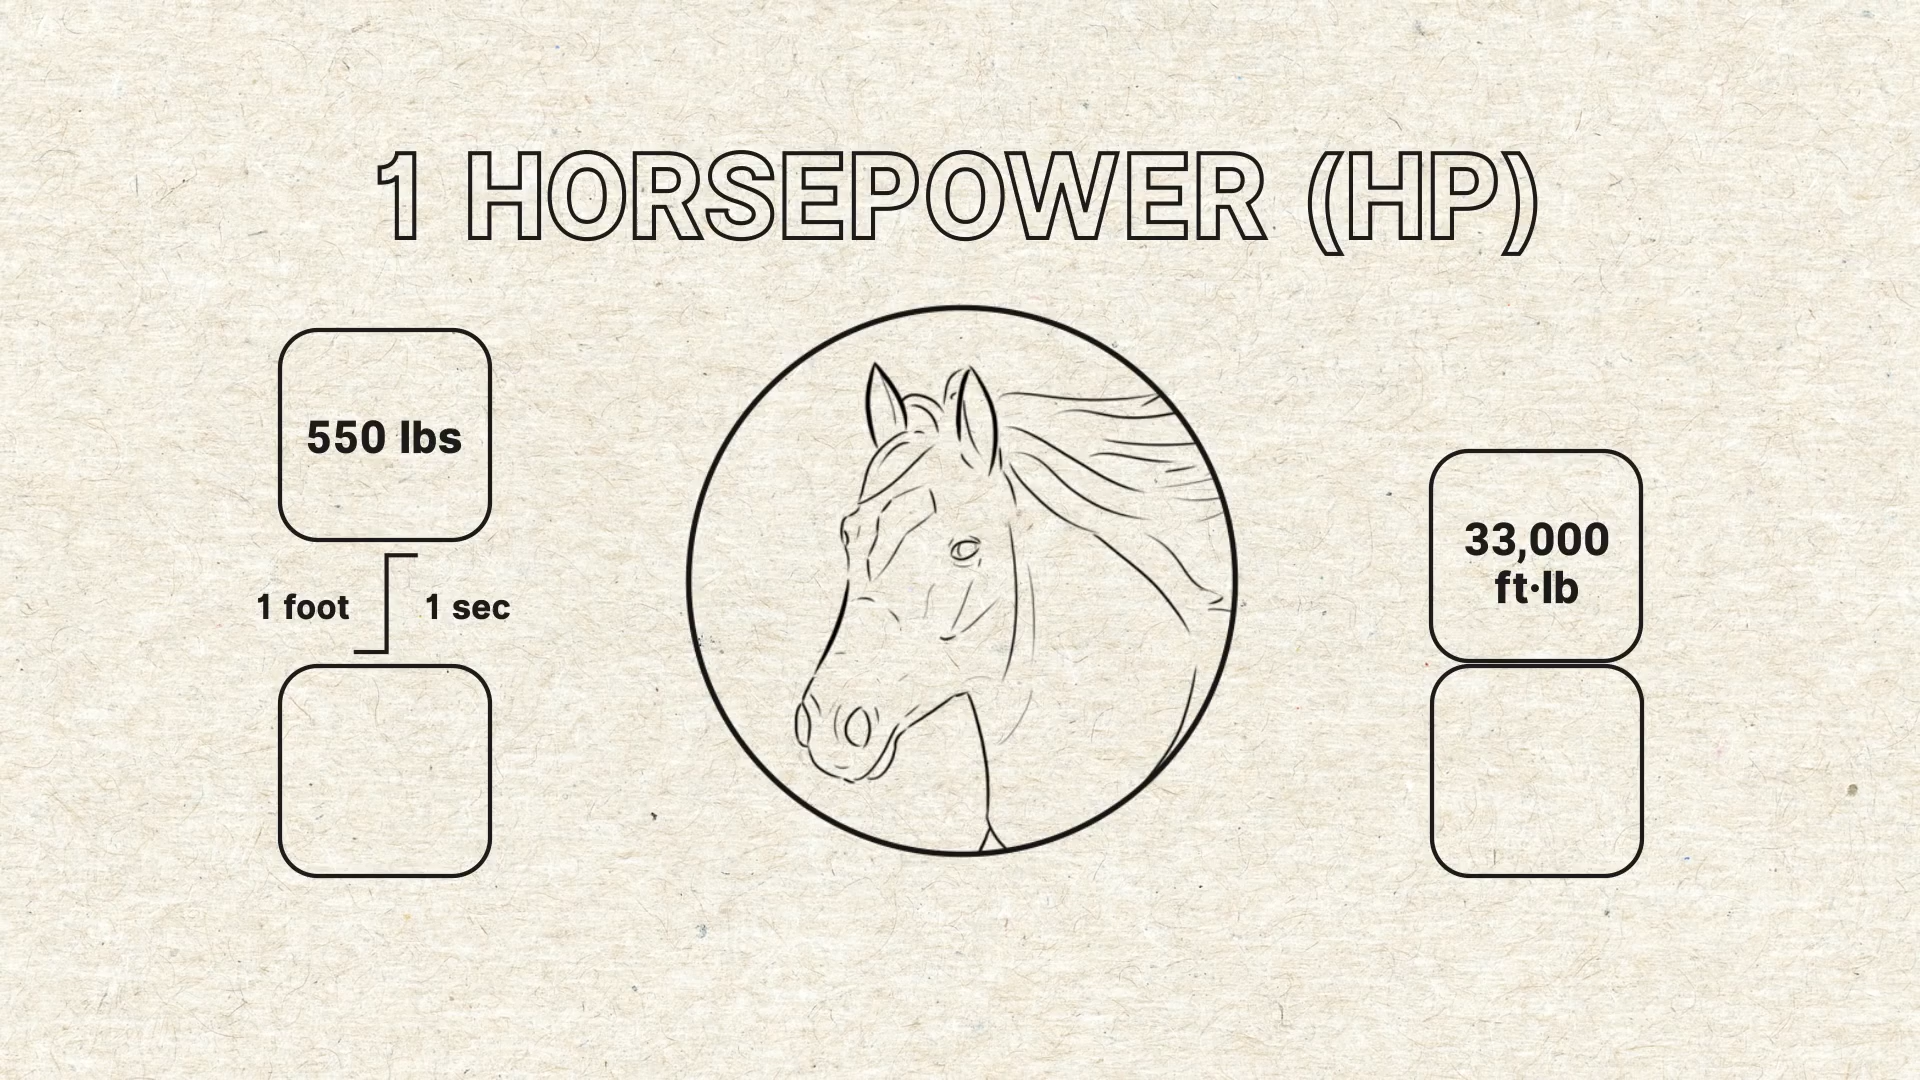 1 HORSEPOWER (HP)
550 lbs
1 foot
1 sec
33,000
ft·lb